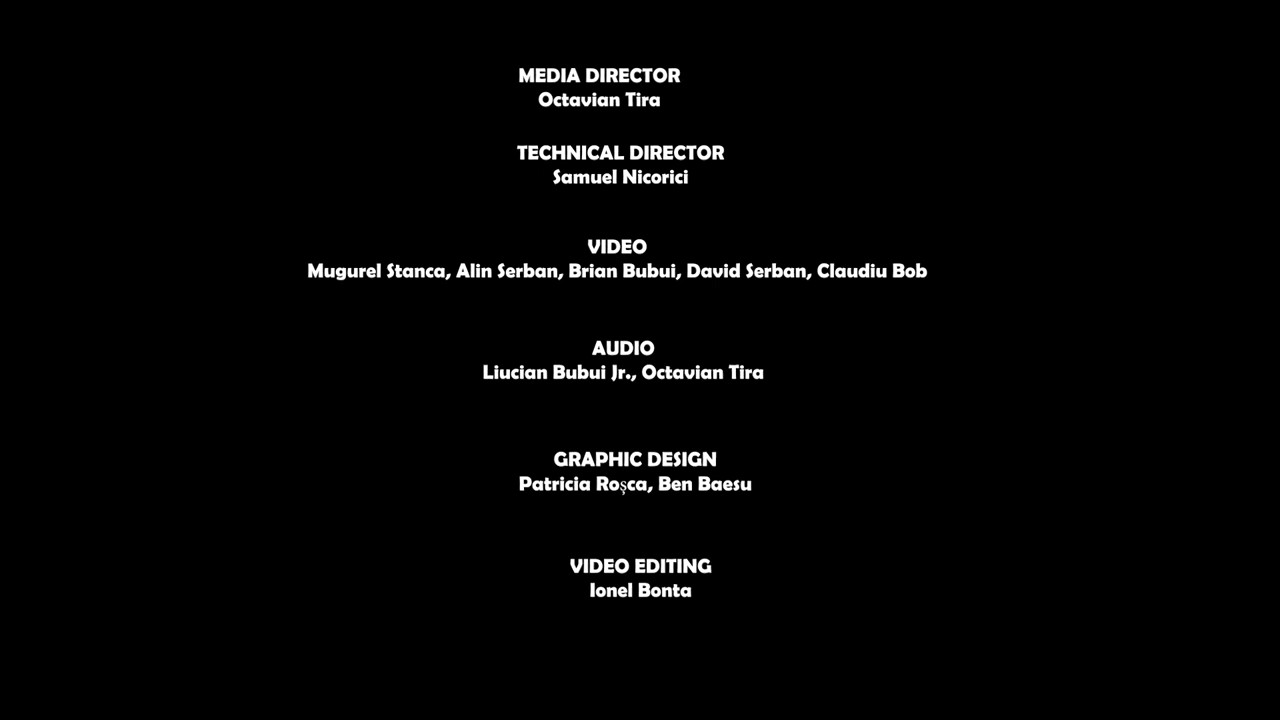 MEDIA DIRECTOR
Octavian Tira
TECHNICAL DIRECTOR
Samuel Nicorici
VIDEO
Mugurel Stanca, Alin Serban, Brian Bubui, David Serban, Claudiu Bob
AUDIO
Liucian Bubui Jr., Octavian Tira
GRAPHIC DESIGN
Patricia Roşca, Ben Baesu
VIDEO EDITING
Ionel Bonta